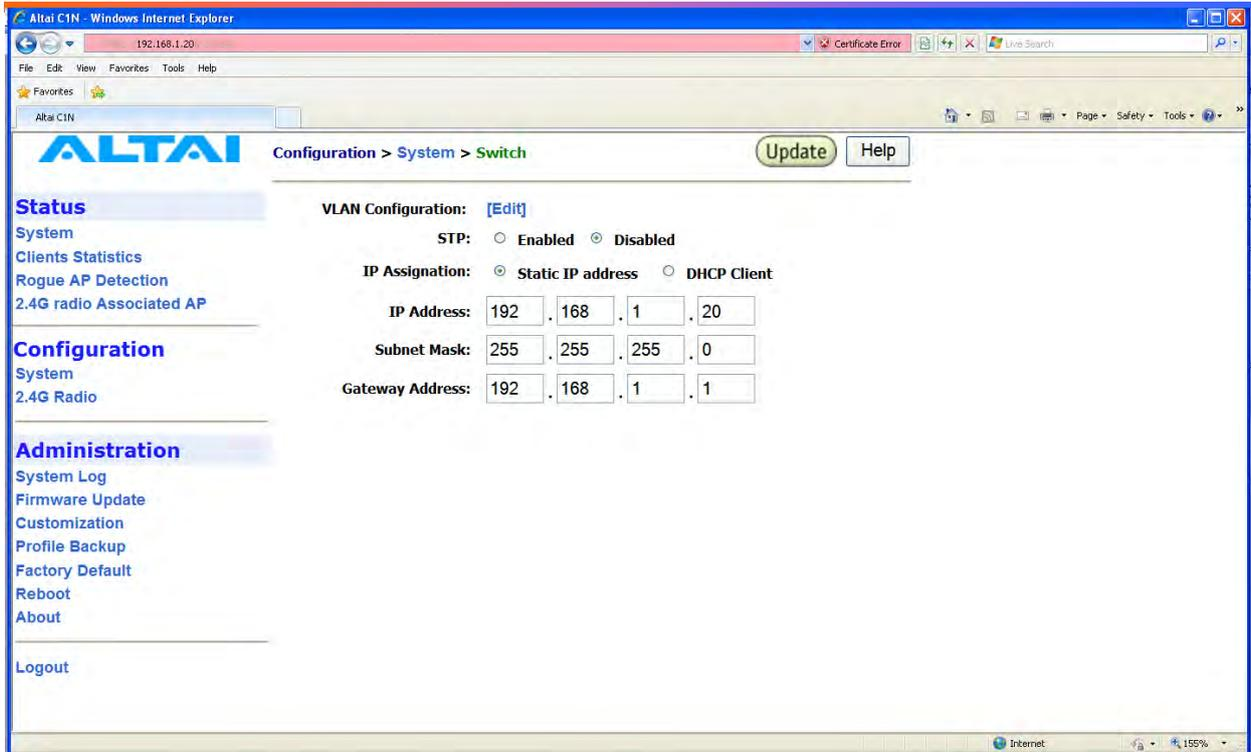 Altai C1N - Windows Internet Explorer
192.168.1.20
Certificate Error
Live Search
File Edit View Favorites Tools Help
Favorites
Altai C1N
Page Safety Tools »
ALTAI
Configuration > System > Switch
Update
Help
Status
System
Clients Statistics
Rogue AP Detection
2.4G radio Associated AP
Configuration
System
2.4G Radio
Administration
System Log
Firmware Update
Customization
Profile Backup
Factory Default
Reboot
About
Logout
VLAN Configuration: [Edit]
STP: Enabled Disabled
IP Assignation: Static IP address DHCP Client
IP Address: 192 . 168 . 1 . 20
Subnet Mask: 255 . 255 . 255 . 0
Gateway Address: 192 . 168 . 1 . 1
Internet
155%